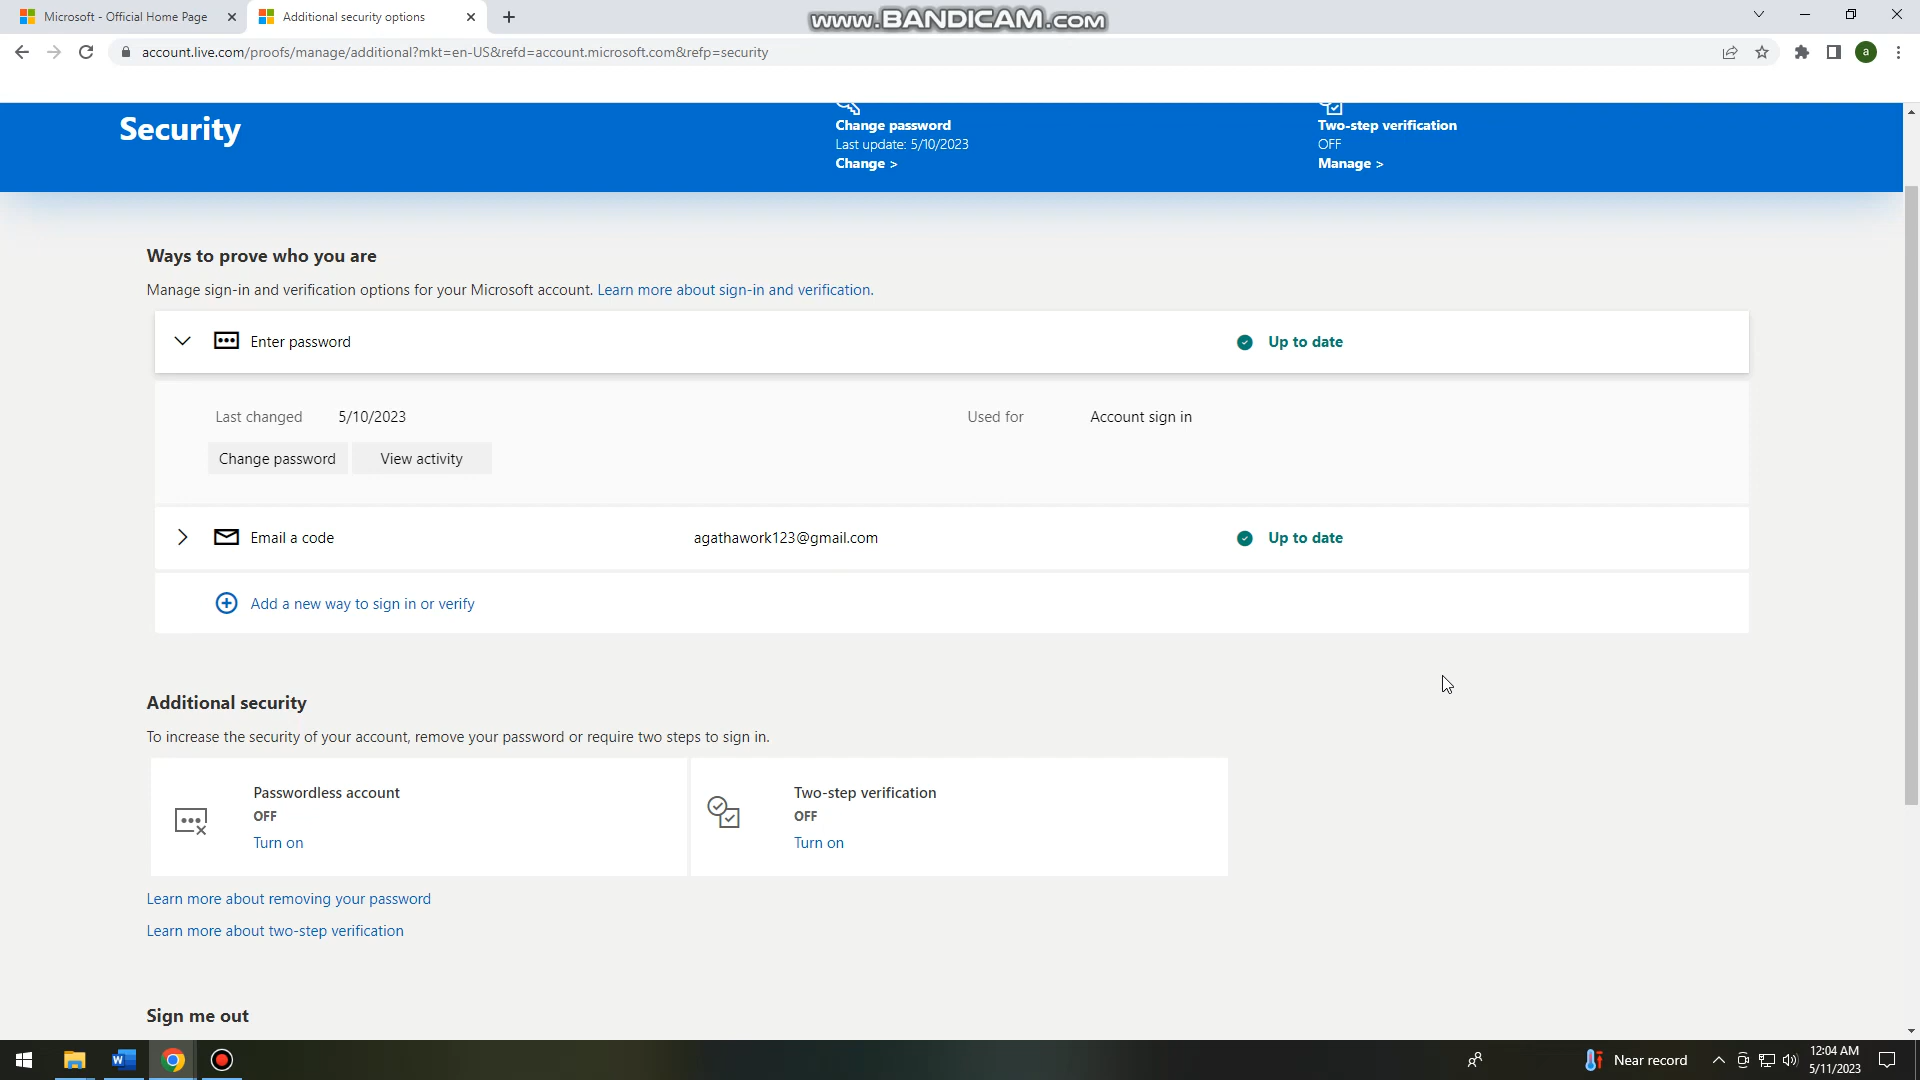 Microsoft - Official Home Page
Additional security options
www.BANDICAM.com
account.live.com/proofs/manage/additional?mkt=en-US&refd=account.microsoft.com&refp=security
a
Security
Change password
Last update: 5/10/2023
Change >
Two-step verification
OFF
Manage >
Ways to prove who you are
Manage sign-in and verification options for your Microsoft account. Learn more about sign-in and verification.
Enter password
Up to date
Last changed 5/10/2023
Used for Account sign in
Change password
View activity
Email a code
agathawork123@gmail.com
Up to date
Add a new way to sign in or verify
Additional security
To increase the security of your account, remove your password or require two steps to sign in.
Passwordless account
OFF
Turn on
Two-step verification
OFF
Turn on
Learn more about removing your password
Learn more about two-step verification
Sign me out
Near record
12:04 AM
5/11/2023